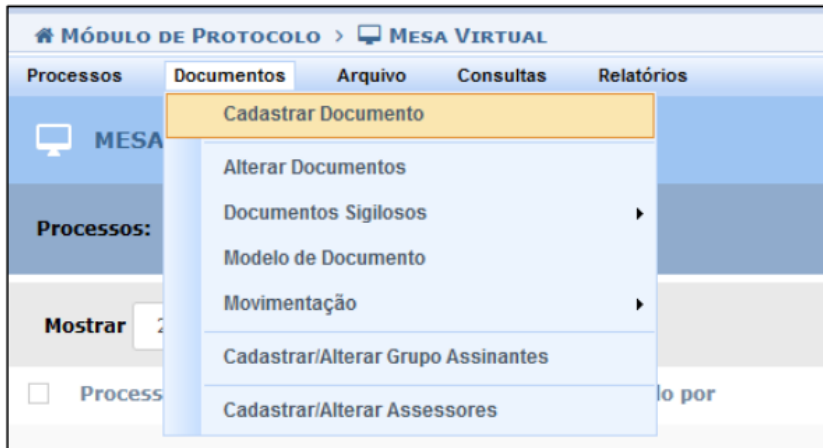 MÓDULO DE PROTOCOLO > MESA VIRTUAL
Processos Documentos Arquivo Consultas Relatórios
Cadastrar Documento
MESA
Alterar Documentos
Documentos Sigilosos
Processos:
Modelo de Documento
Movimentação
Mostrar
Cadastrar/Alterar Grupo Assinantes
Process
do por
Cadastrar/Alterar Assessores